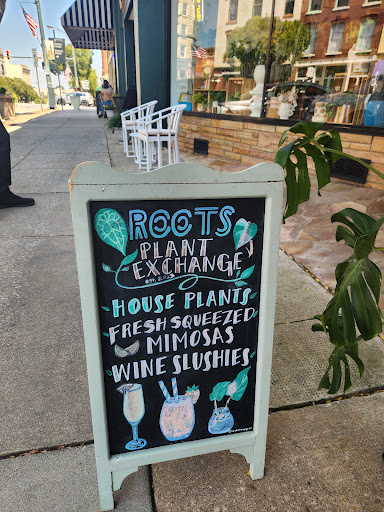 ROOTS
PLANT
EXCHANGE
HOUSE PLANTS
FRESH SQUEEZED
MIMOSAS
WINE SLUSHIES